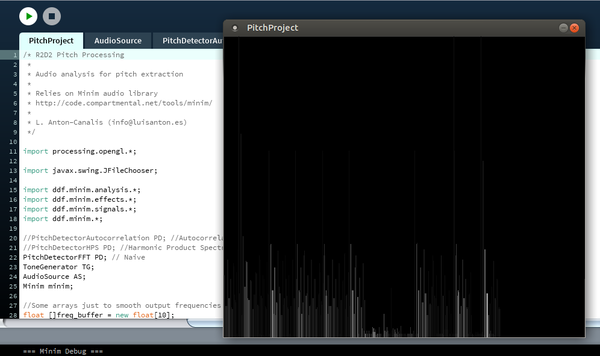 PitchProject
AudioSource
PitchDetectorAu
PitchProject
1 /* R2D2 Pitch Processing
2 *
3 * Audio analysis for pitch extraction
4 *
5 * Relies on Minim audio library
6 * http://code.compartmental.net/tools/minim/
7 *
8 * L. Anton-Canalis (info@luisanton.es)
9 */
10
11 import processing.opengl.*;
12
13 import javax.swing.JFileChooser;
14
15 import ddf.minim.analysis.*;
16 import ddf.minim.effects.*;
17 import ddf.minim.signals.*;
18 import ddf.minim.*;
19
20 //PitchDetectorAutocorrelation PD; //Autocorrela
21 //PitchDetectorHPS PD; //Harmonic Product Spectr
22 PitchDetectorFFT PD; // Naive
23 ToneGenerator TG;
24 AudioSource AS;
25 Minim minim;
26
27 //Some arrays just to smooth output frequencies
28 float []freq_buffer = new float[10];
=== Minim Debug ===